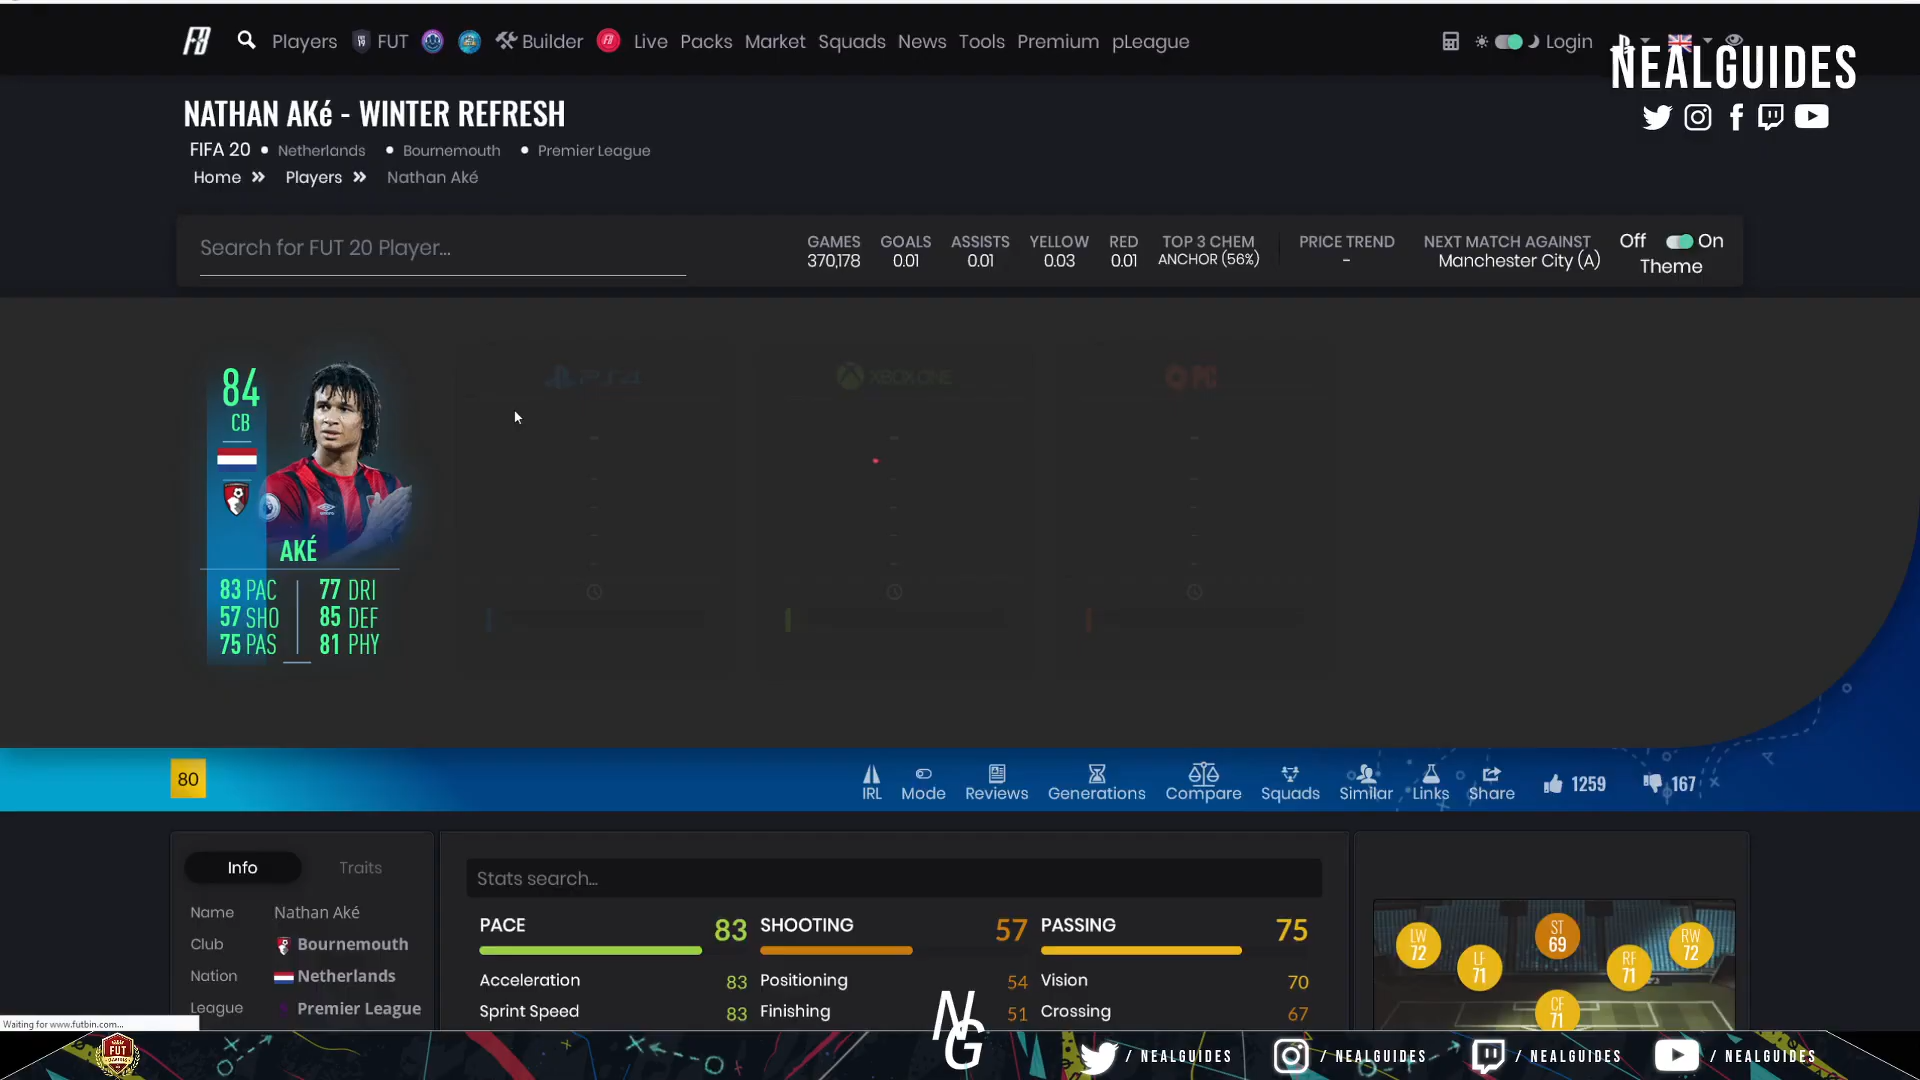 Players FUT Builder Live Packs Market Squads News Tools Premium pLeague Login
NEALGUIDES
NATHAN AKé - WINTER REFRESH
FIFA 20 • Netherlands • Bournemouth • Premier League
Home » Players » Nathan Aké
Search for FUT 20 Player...
GAMES GOALS ASSISTS YELLOW RED TOP 3 CHEM PRICE TREND NEXT MATCH AGAINST Off On
370,178 0.01 0.01 0.03 0.01 ANCHOR (56%) - Manchester City (A) Theme
84
CB
PS4 XBOX ONE PC
AKÉ
83 PAC 77 DRI
57 SHO 85 DEF
75 PAS 81 PHY
80
IRL Mode Reviews Generations Compare Squads Similar Links Share 1259 167
Info Traits
Stats search...
Name Nathan Aké
Club Bournemouth
Nation Netherlands
League Premier League
PACE 83 SHOOTING 57 PASSING 75
Acceleration 83 Positioning 54 Vision 70
Sprint Speed 83 Finishing 51 Crossing 67
LW 72
LF 71
ST 69
CF 71
RF 71
RW 72
Waiting for www.futbin.com...
FUT
NG
/ NEALGUIDES / NEALGUIDES / NEALGUIDES / NEALGUIDES